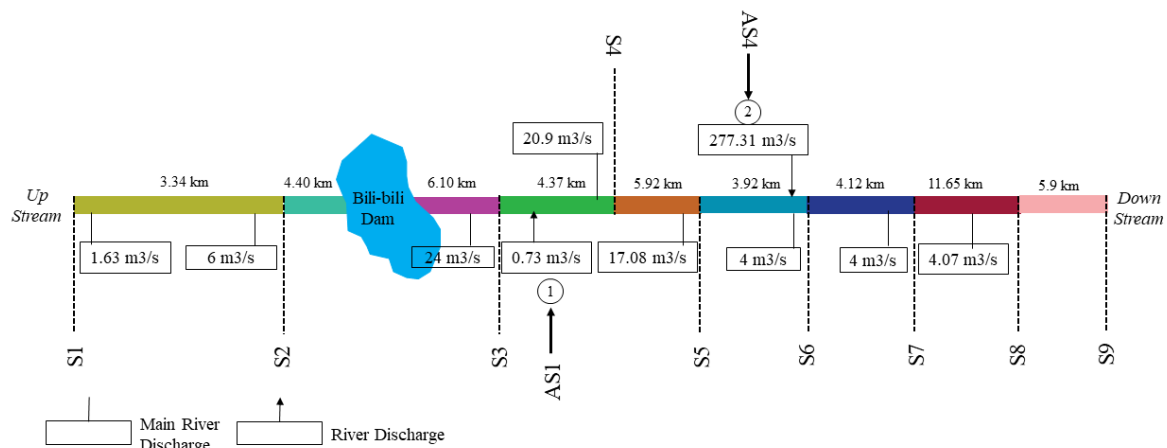 S4
AS4
2
20.9 m3/s
277.31 m3/s
3.34 km
4.40 km
6.10 km
4.37 km
5.92 km
3.92 km
4.12 km
11.65 km
5.9 km
Up
Stream
Bili-bili
Dam
Down
Stream
1.63 m3/s
6 m3/s
24 m3/s
0.73 m3/s
17.08 m3/s
4 m3/s
4 m3/s
4.07 m3/s
1
S1
S2
S3
AS1
S5
S6
S7
S8
S9
Main River
Discharge
River Discharge